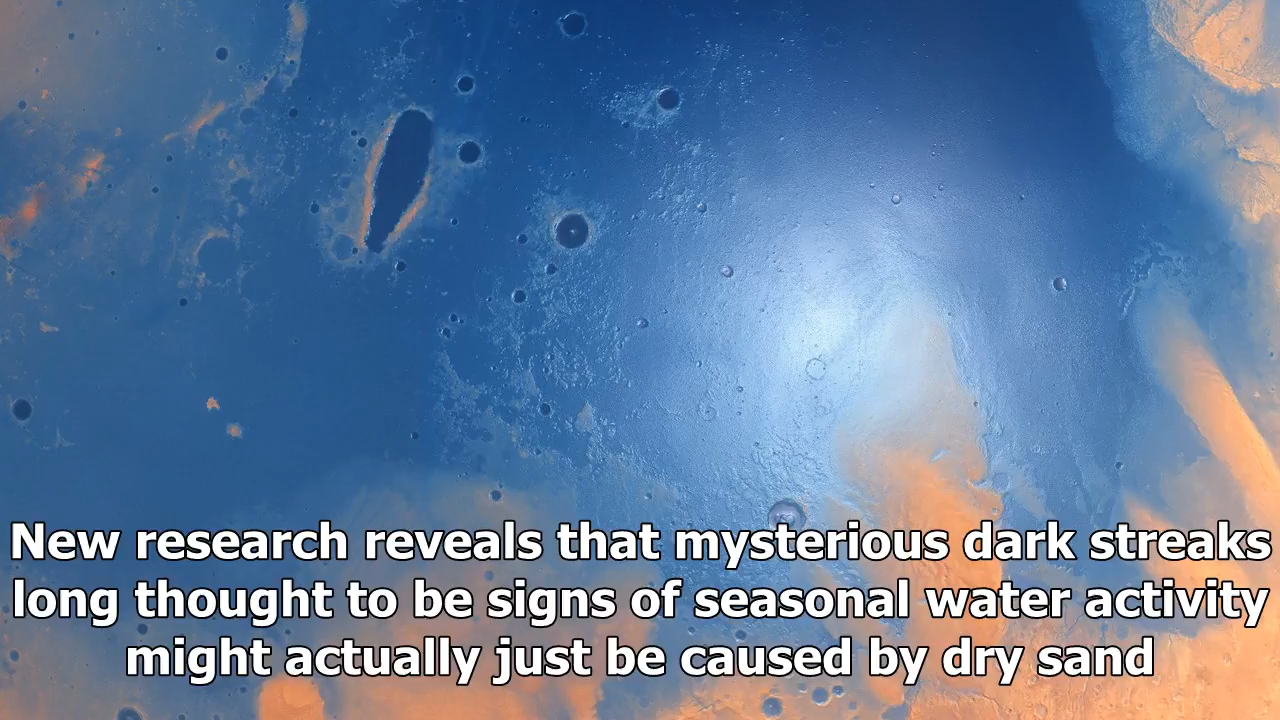 New research reveals that mysterious dark streaks
long thought to be signs of seasonal water activity
might actually just be caused by dry sand